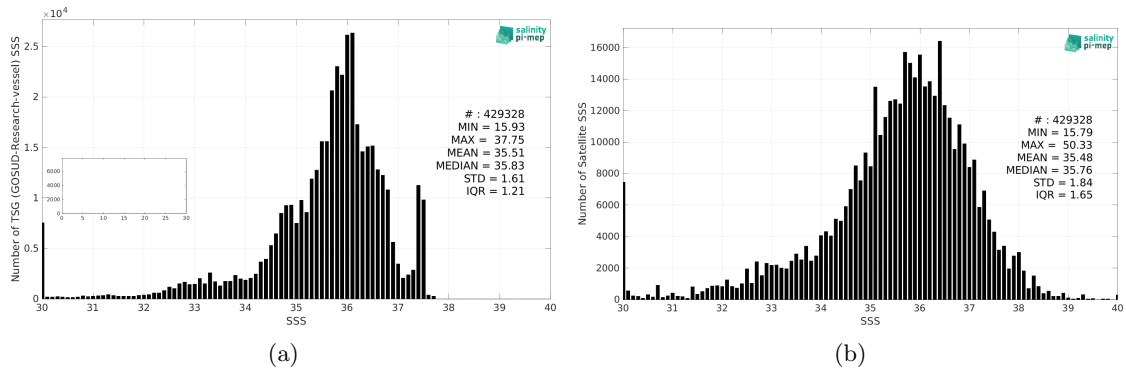 ×10⁴
salinity
pi-mep
Number of TSG (GOSUD-Research-vessel) SSS
2.5
2
1.5
1
0.5
0
# : 429328
MIN = 15.93
MAX = 37.75
MEAN = 35.51
MEDIAN = 35.83
STD = 1.61
IQR = 1.21
6000
4000
2000
0
0 5 10 15 20 25 30
30 31 32 33 34 35 36 37 38 39 40
SSS
(a)
salinity
pi-mep
Number of Satellite SSS
16000
14000
12000
10000
8000
6000
4000
2000
0
# : 429328
MIN = 15.79
MAX = 50.33
MEAN = 35.48
MEDIAN = 35.76
STD = 1.84
IQR = 1.65
30 31 32 33 34 35 36 37 38 39 40
SSS
(b)